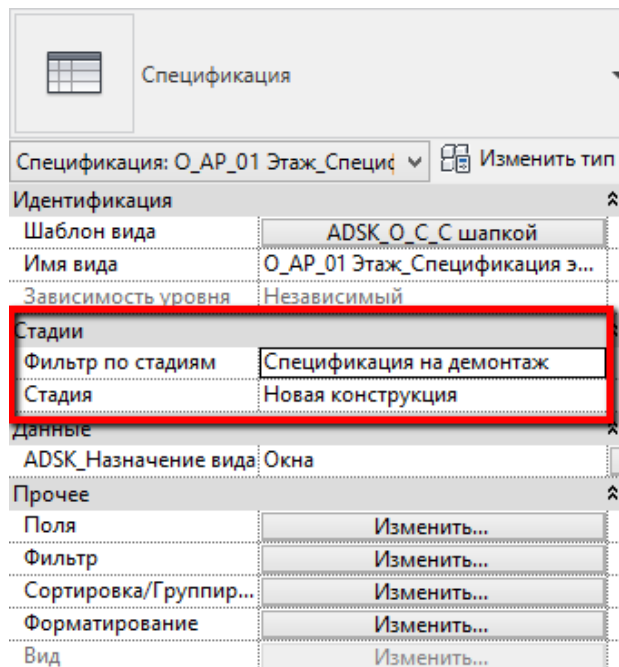 Спецификация
Спецификация: О_АР_01 Этаж_Специф Изменить тип
Идентификация
Шаблон вида ADSK_О_С_С шапкой
Имя вида О_АР_01 Этаж_Спецификация э...
Зависимость уровня Независимый
Стадии
Фильтр по стадиям Спецификация на демонтаж
Стадия Новая конструкция
Данные
ADSK_Назначение вида Окна
Прочее
Поля Изменить...
Фильтр Изменить...
Сортировка/Группир... Изменить...
Форматирование Изменить...
Вид Изменить...